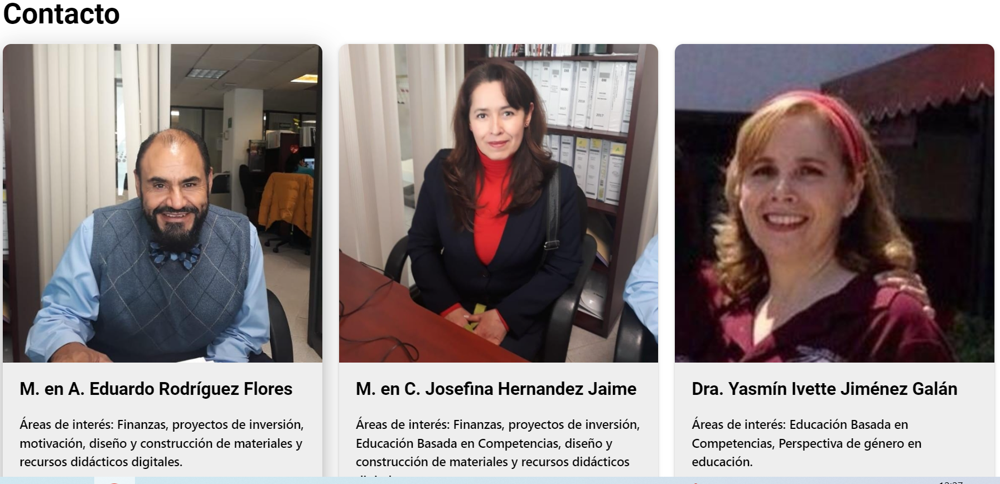 Contacto
2017
2018
2017
M. en A. Eduardo Rodríguez Flores
Áreas de interés: Finanzas, proyectos de inversión,
motivación, diseño y construcción de materiales y
recursos didácticos digitales.
M. en C. Josefina Hernandez Jaime
Áreas de interés: Finanzas, proyectos de inversión,
Educación Basada en Competencias, diseño y
construcción de materiales y recursos didácticos
Dra. Yasmín Ivette Jiménez Galán
Áreas de interés: Educación Basada en
Competencias, Perspectiva de género en
educación.